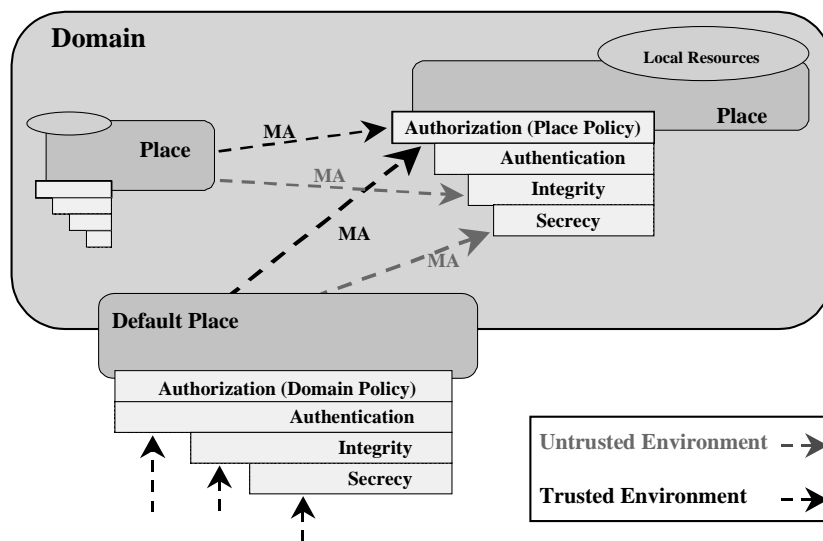 Domain
Local Resources
Place
MA
Authorization (Place Policy)
Place
Authentication
MA
Integrity
Secrecy
MA
MA
Default Place
Authorization (Domain Policy)
Authentication
Integrity
Secrecy
Untrusted Environment
Trusted Environment